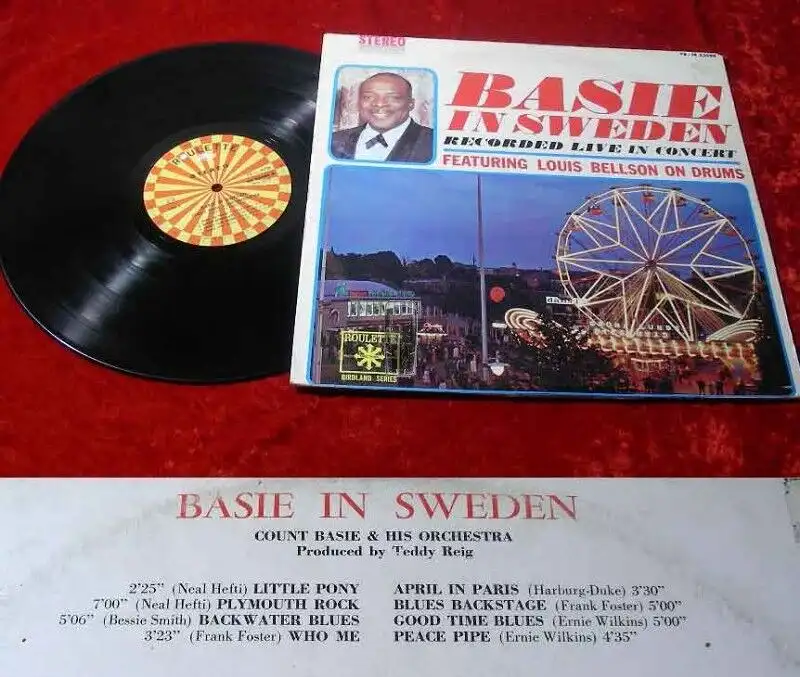 ROULETTE
STEREO
BASIE
IN SWEDEN
RECORDED LIVE IN CONCERT
FEATURING LOUIS BELLSON ON DRUMS
ROULETTE
BIRDLAND SERIES
BASIE IN SWEDEN
COUNT BASIE & HIS ORCHESTRA
Produced by Teddy Reig
2'25" (Neal Hefti) LITTLE PONY
7'00" (Neal Hefti) PLYMOUTH ROCK
5'06" (Bessie Smith) BACKWATER BLUES
3'23" (Frank Foster) WHO ME
APRIL IN PARIS (Harburg-Duke) 3'30"
BLUES BACKSTAGE (Frank Foster) 5'00"
GOOD TIME BLUES (Ernie Wilkins) 5'00"
PEACE PIPE (Ernie Wilkins) 4'35"